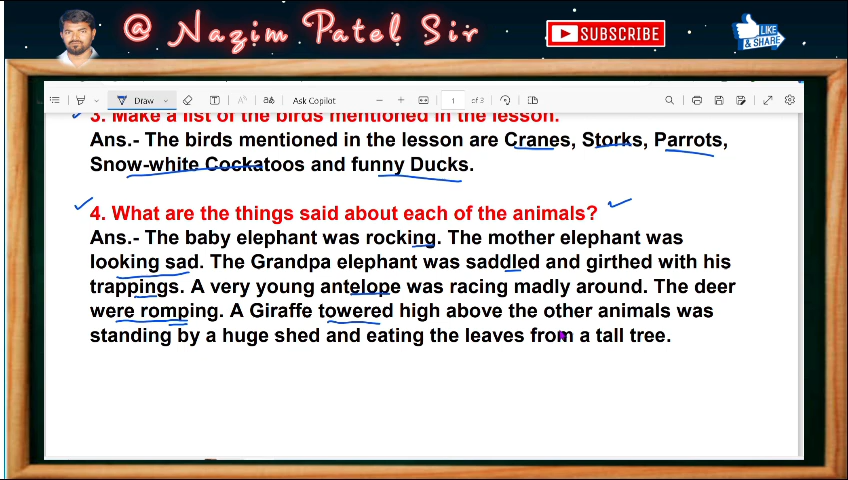 @ Nazim Patel Sir
SUBSCRIBE
LIKE
& SHARE
Draw
Ask Copilot
1 of 3
3. Make a list of the birds mentioned in the lesson.
Ans.- The birds mentioned in the lesson are Cranes, Storks, Parrots,
Snow-white Cockatoos and funny Ducks.
4. What are the things said about each of the animals?
Ans.- The baby elephant was rocking. The mother elephant was
looking sad. The Grandpa elephant was saddled and girthed with his
trappings. A very young antelope was racing madly around. The deer
were romping. A Giraffe towered high above the other animals was
standing by a huge shed and eating the leaves from a tall tree.